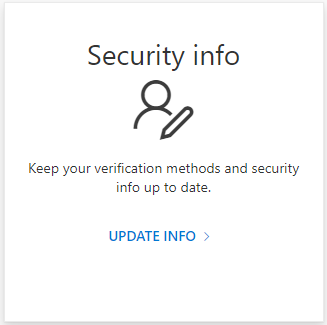 Security info
Keep your verification methods and security
info up to date.
UPDATE INFO >